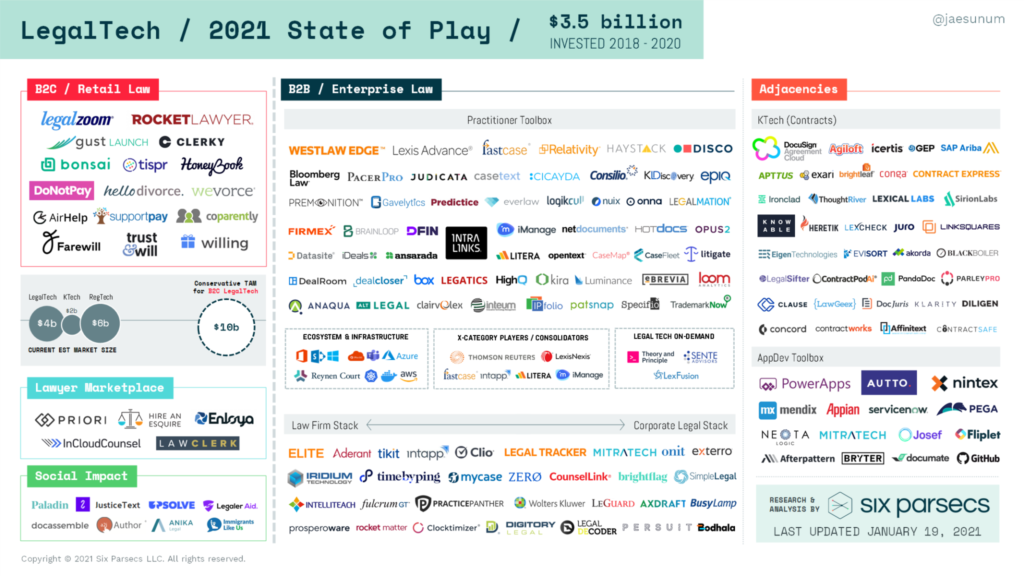 LegalTech / 2021 State of Play /
$3.5 billion
INVESTED 2018 - 2020
@jaesunum
B2C / Retail Law
legalzoom ROCKETLAWYER.
gust LAUNCH CLERKY
bonsai tispr HoneyBook
DoNotPay hello divorce. wevorce
AirHelp supportpay coparently
Farewill trust & will willing
LegalTech KTech RegTech
$4b $2b $6b
CURRENT EST MARKET SIZE
Conservative TAM
for B2C LegalTech
$16b
Lawyer Marketplace
PRIORI HIRE AN ESQUIRE Enloya
InCloudCounsel LAWCLERK
Social Impact
Paladin JusticeText UPSOLVE Legaler Aid.
docassemble Author ANIKA Legal Immigrants Like Us
B2B / Enterprise Law
Practitioner Toolbox
WESTLAW EDGE Lexis Advance® fastcase Relativity HAYSTACK DISCO
Bloomberg Law PACERPRO JUDICATA casetext CICAYDA Consilio KLDiscovery epiq
PREMONITION Gavelytics Predictice everlaw logikcull nuix onna LEGALMATION
FIRMEX BRAINLOOP DFIN INTRALINKS iManage netdocuments HOTDOCS OPUS2
Datasite iDeals ansarada LITERA opentext CaseMap CaseFleet litigate
DealRoom dealcloser box LEGATICS HighQ kira Luminance eBREVIA loom ANALYTICS
ANAQUA ALT LEGAL clairvolex inteum IPfolio patsnap Specifio TrademarkNow
ECOSYSTEM & INFRASTRUCTURE
Azure
Reynen Court aws
X-CATEGORY PLAYERS / CONSOLIDATORS
THOMSON REUTERS LexisNexis
fastcase intapp LITERA iManage
LEGAL TECH ON-DEMAND
Theory and Principle SENTE ADVISORS
LexFusion
Law Firm Stack Corporate Legal Stack
ELITE Aderant tikit intapp Clio LEGAL TRACKER MITRATECH onit exterro
IRIDIUM TECHNOLOGY timebyping mycase ZERØ CounselLink® brightflag SimpleLegal
INTELLITEACH fulcrum GT PRACTICEPANTHER Wolters Kluwer LEGUARD AXDRAFT BusyLamp
prosperoware rocket matter Clocktimizer DIGITORY LEGAL DECODER PERSUIT Bodhala
Adjacencies
KTech (Contracts)
DocuSign Agreement Cloud Agiloft icertis GEP SAP Ariba
APTTUS exari brightleaf conga CONTRACT EXPRESS
Ironclad ThoughtRiver LEXICAL LABS SirionLabs
KNOWABLE HERETIK LEXCHECK JURO LINKSQUARES
EigenTechnologies EVISORT akorda BLACKBOILER
LegalSifter ContractPodAi PandaDoc PARLEYPRO
CLAUSE LawGeex DocJuris KLARITY DILIGEN
concord contractworks Affinitext CONTRACTSAFE
AppDev Toolbox
PowerApps AUTTO nintex
mx mendix Appian servicenow PEGA
NEOTA LOGIC MITRATECH Josef Fliplet
Afterpattern BRYTER documate GitHub
RESEARCH & ANALYSIS BY
six parsecs
LAST UPDATED JANUARY 19, 2021
Copyright © 2021 Six Parsecs LLC. All rights reserved.